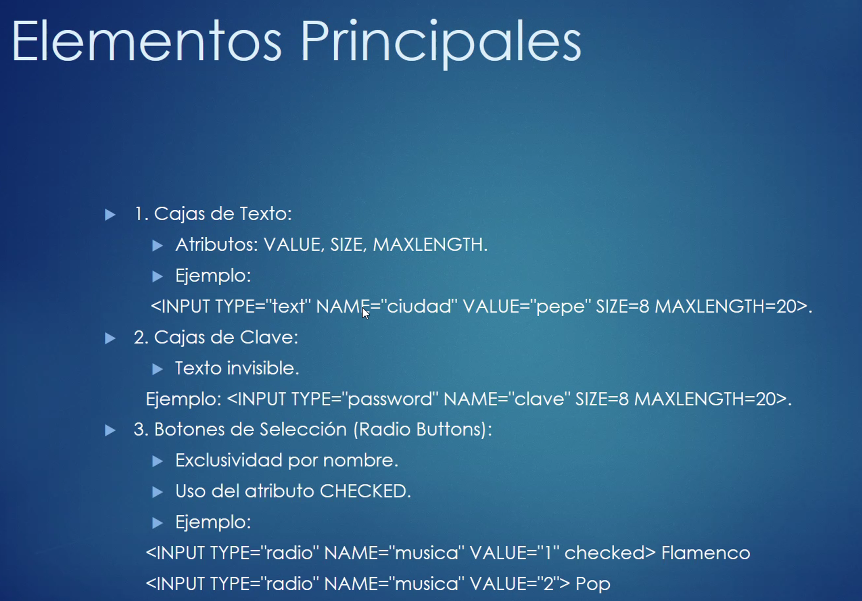 Elementos Principales
1. Cajas de Texto:
Atributos: VALUE, SIZE, MAXLENGTH.
Ejemplo:
<INPUT TYPE="text" NAME="ciudad" VALUE="pepe" SIZE=8 MAXLENGTH=20>.
2. Cajas de Clave:
Texto invisible.
Ejemplo: <INPUT TYPE="password" NAME="clave" SIZE=8 MAXLENGTH=20>.
3. Botones de Selección (Radio Buttons):
Exclusividad por nombre.
Uso del atributo CHECKED.
Ejemplo:
<INPUT TYPE="radio" NAME="musica" VALUE="1" checked> Flamenco
<INPUT TYPE="radio" NAME="musica" VALUE="2"> Pop